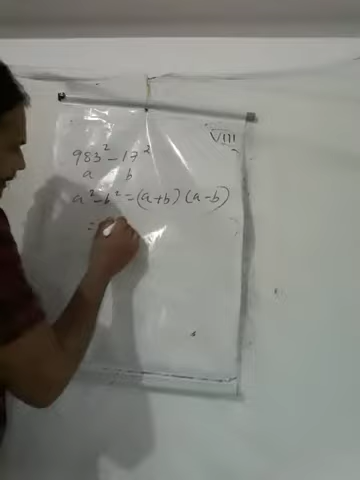 VIII
983² - 17²
a b
a² - b² = (a+b) (a-b)
=